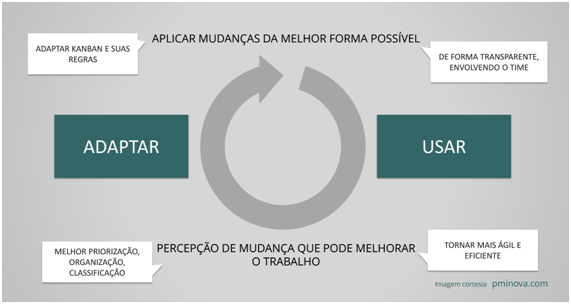 APLICAR MUDANÇAS DA MELHOR FORMA POSSÍVEL
ADAPTAR KANBAN E SUAS
REGRAS
DE FORMA TRANSPARENTE,
ENVOLVENDO O TIME
ADAPTAR
USAR
MELHOR PRIORIZAÇÃO,
ORGANIZAÇÃO,
CLASSIFICAÇÃO
PERCEPÇÃO DE MUDANÇA QUE PODE MELHORAR
O TRABALHO
TORNAR MAIS ÁGIL E
EFICIENTE
Imagem cortesia pminova.com